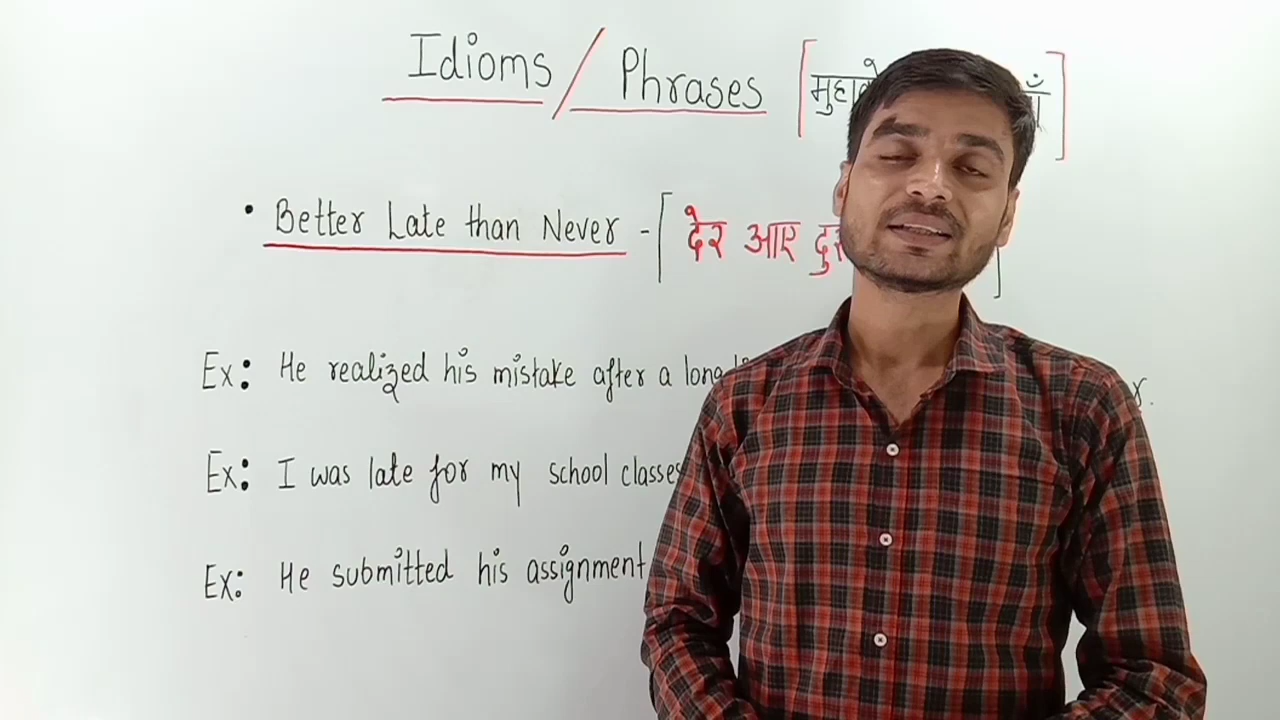 Idioms / Phrases [ ]
• Better Late than Never - [ देर आए ]
Ex: He realized his mistake after a long
Ex: I was late for my school classes
Ex: He submitted his assignment